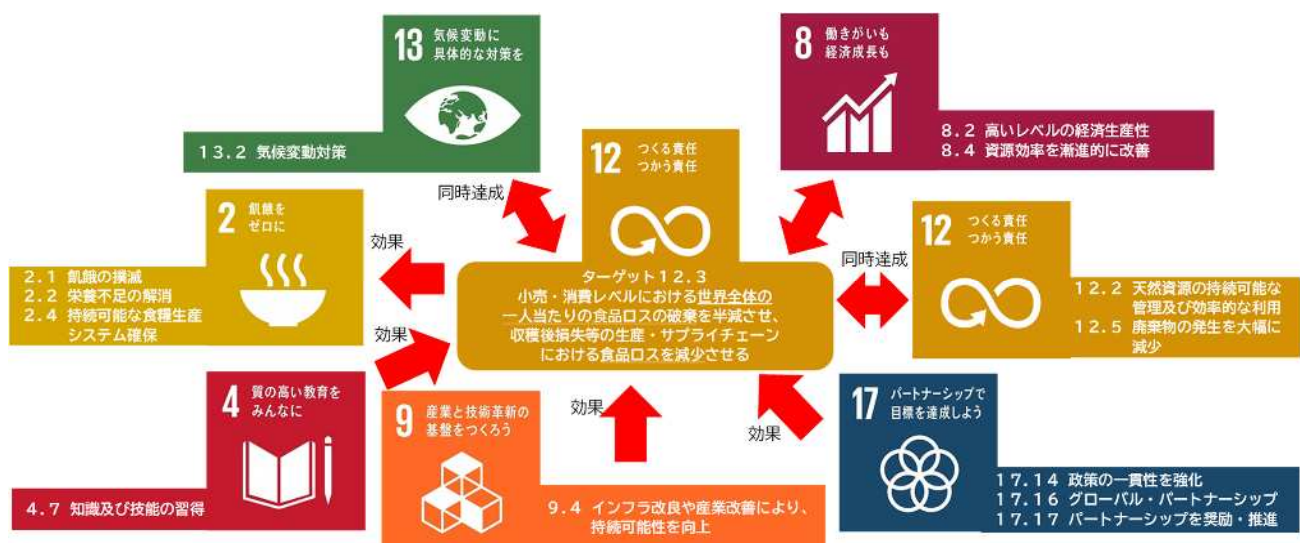 13 気候変動に
具体的な対策を
13.2 気候変動対策
8 働きがいも
経済成長も
8.2 高いレベルの経済生産性
8.4 資源効率を漸進的に改善
12 つくる責任
つかう責任
同時達成
2 飢餓を
ゼロに
2.1 飢餓の撲滅
2.2 栄養不足の解消
2.4 持続可能な食糧生産
システム確保
効果
ターゲット12.3
小売・消費レベルにおける世界全体の
一人当たりの食品ロスの破棄を半減させ、
収穫後損失等の生産・サプライチェーン
における食品ロスを減少させる
同時達成
12 つくる責任
つかう責任
12.2 天然資源の持続可能な
管理及び効率的な利用
12.5 廃棄物の発生を大幅に
減少
効果
4 質の高い教育を
みんなに
4.7 知識及び技能の習得
9 産業と技術革新の
基盤をつくろう
効果
9.4 インフラ改良や産業改善により、
持続可能性を向上
効果
17 パートナーシップで
目標を達成しよう
17.14 政策の一貫性を強化
17.16 グローバル・パートナーシップ
17.17 パートナーシップを奨励・推進